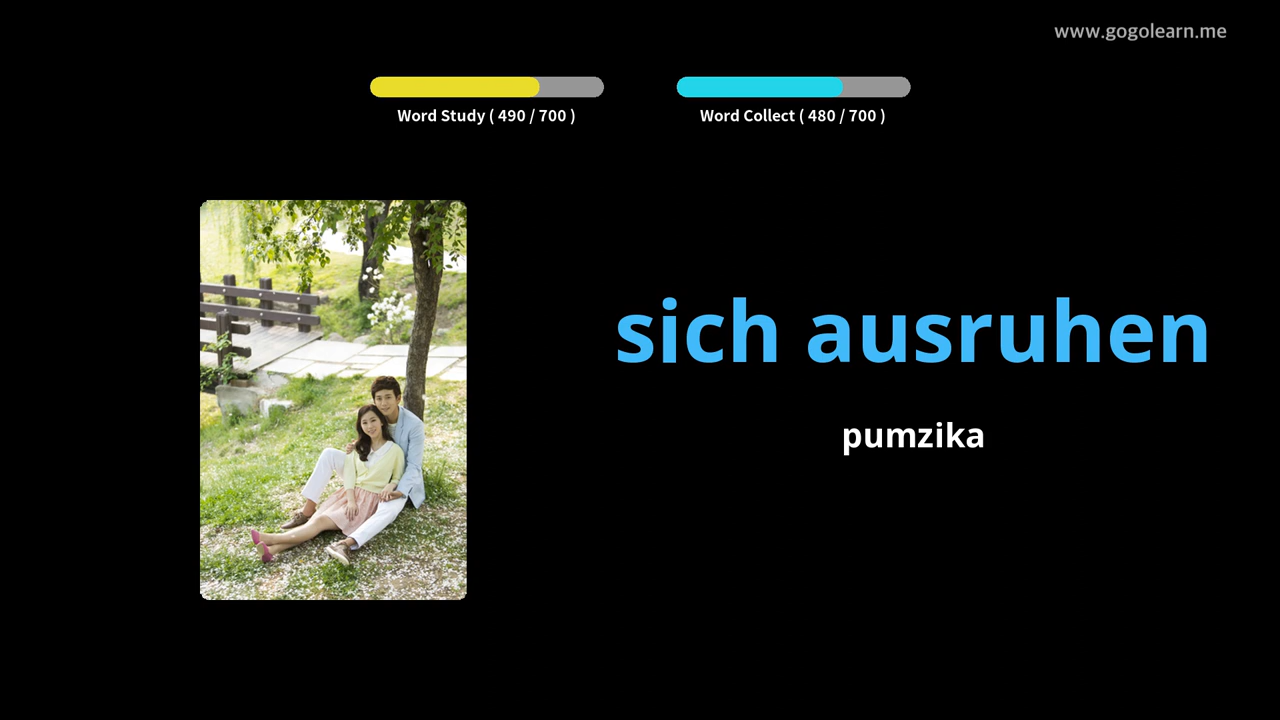 www.gogolearn.me
Word Study ( 490 / 700 )
Word Collect ( 480 / 700 )
sich ausruhen
pumzika